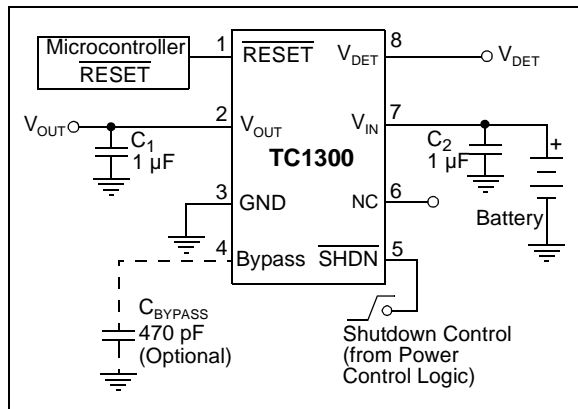 Microcontroller
RESET
1
RESET
VDET
8
VDET
VOUT
2
VOUT
VIN
7
C1
1 µF
TC1300
C2
1 µF
+
Battery
3
GND
NC
6
4
Bypass
SHDN
5
CBYPASS
470 pF
(Optional)
Shutdown Control
(from Power
Control Logic)